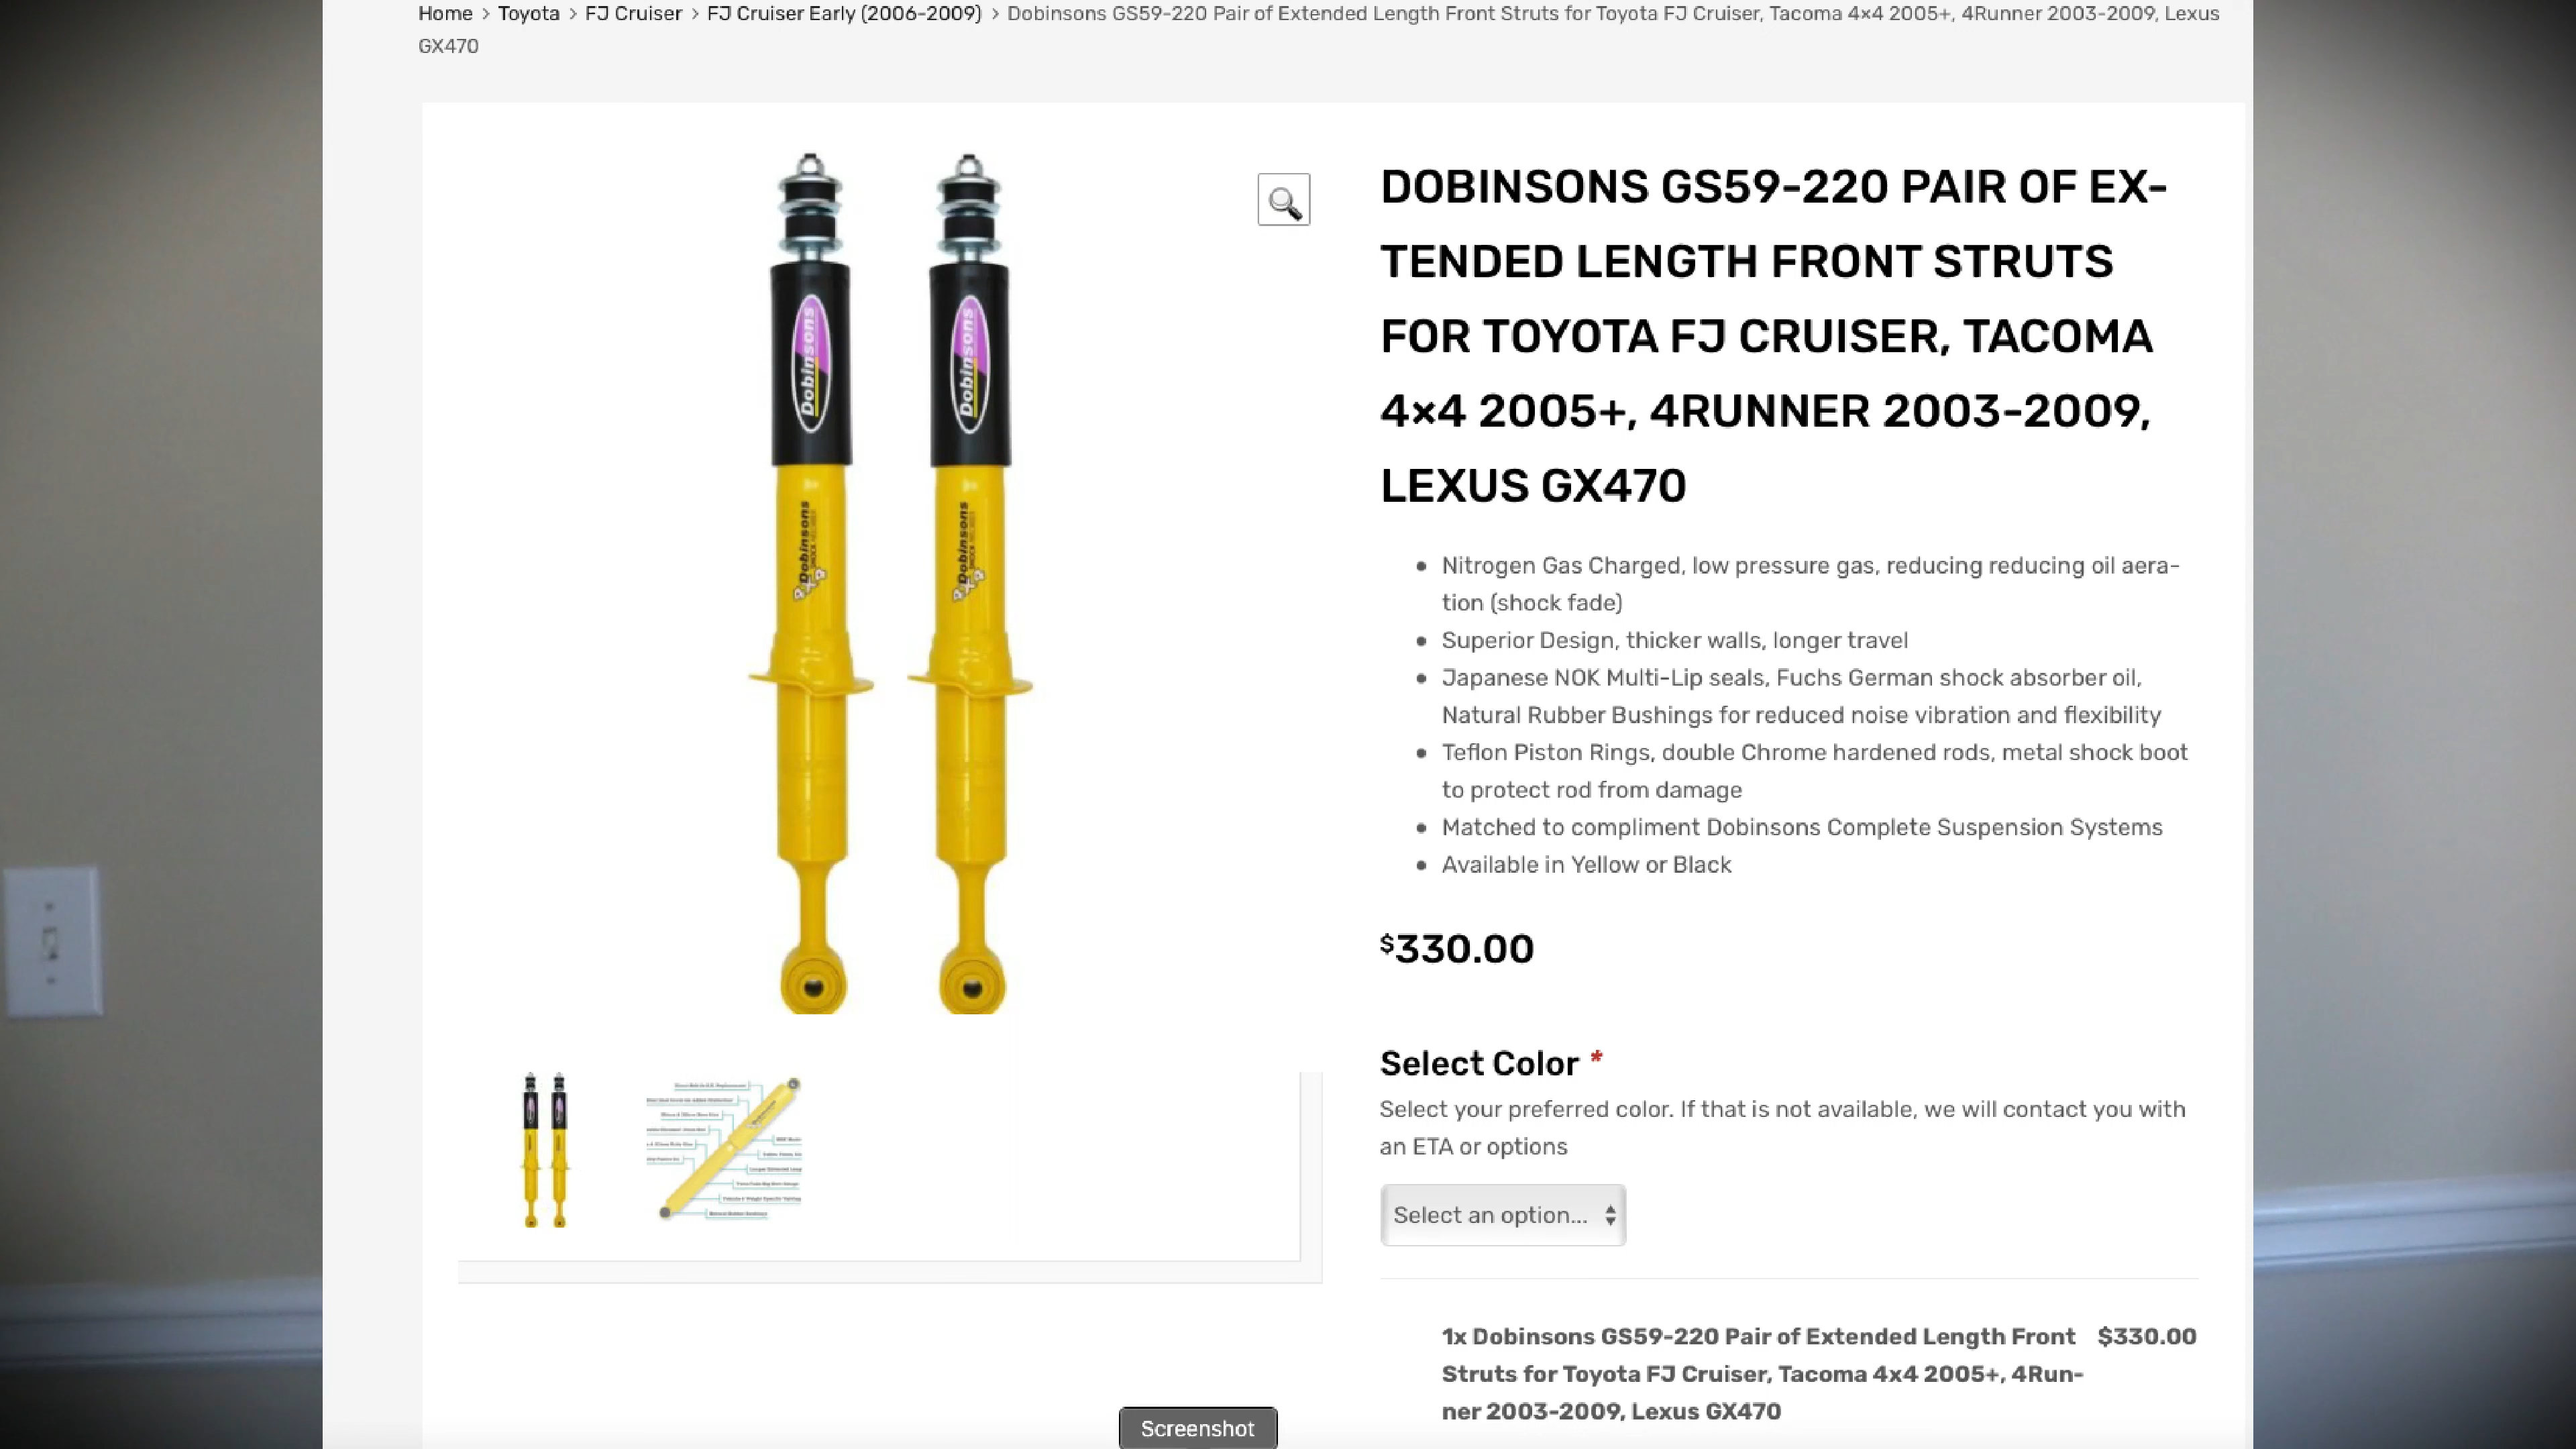 Home > Toyota > FJ Cruiser > FJ Cruiser Early (2006-2009) > Dobinsons GS59-220 Pair of Extended Length Front Struts for Toyota FJ Cruiser, Tacoma 4×4 2005+, 4Runner 2003-2009, Lexus
GX470
DOBINSONS GS59-220 PAIR OF EX-
TENDED LENGTH FRONT STRUTS
FOR TOYOTA FJ CRUISER, TACOMA
4×4 2005+, 4RUNNER 2003-2009,
LEXUS GX470
Dobinsons
Dobinsons
Dobinsons
Dobinsons
• Nitrogen Gas Charged, low pressure gas, reducing reducing oil aera-
tion (shock fade)
• Superior Design, thicker walls, longer travel
• Japanese NOK Multi-Lip seals, Fuchs German shock absorber oil,
Natural Rubber Bushings for reduced noise vibration and flexibility
• Teflon Piston Rings, double Chrome hardened rods, metal shock boot
to protect rod from damage
• Matched to compliment Dobinsons Complete Suspension Systems
• Available in Yellow or Black
$330.00
Select Color *
Select your preferred color. If that is not available, we will contact you with
an ETA or options
Select an option...
1x Dobinsons GS59-220 Pair of Extended Length Front $330.00
Struts for Toyota FJ Cruiser, Tacoma 4x4 2005+, 4Run-
ner 2003-2009, Lexus GX470
Screenshot